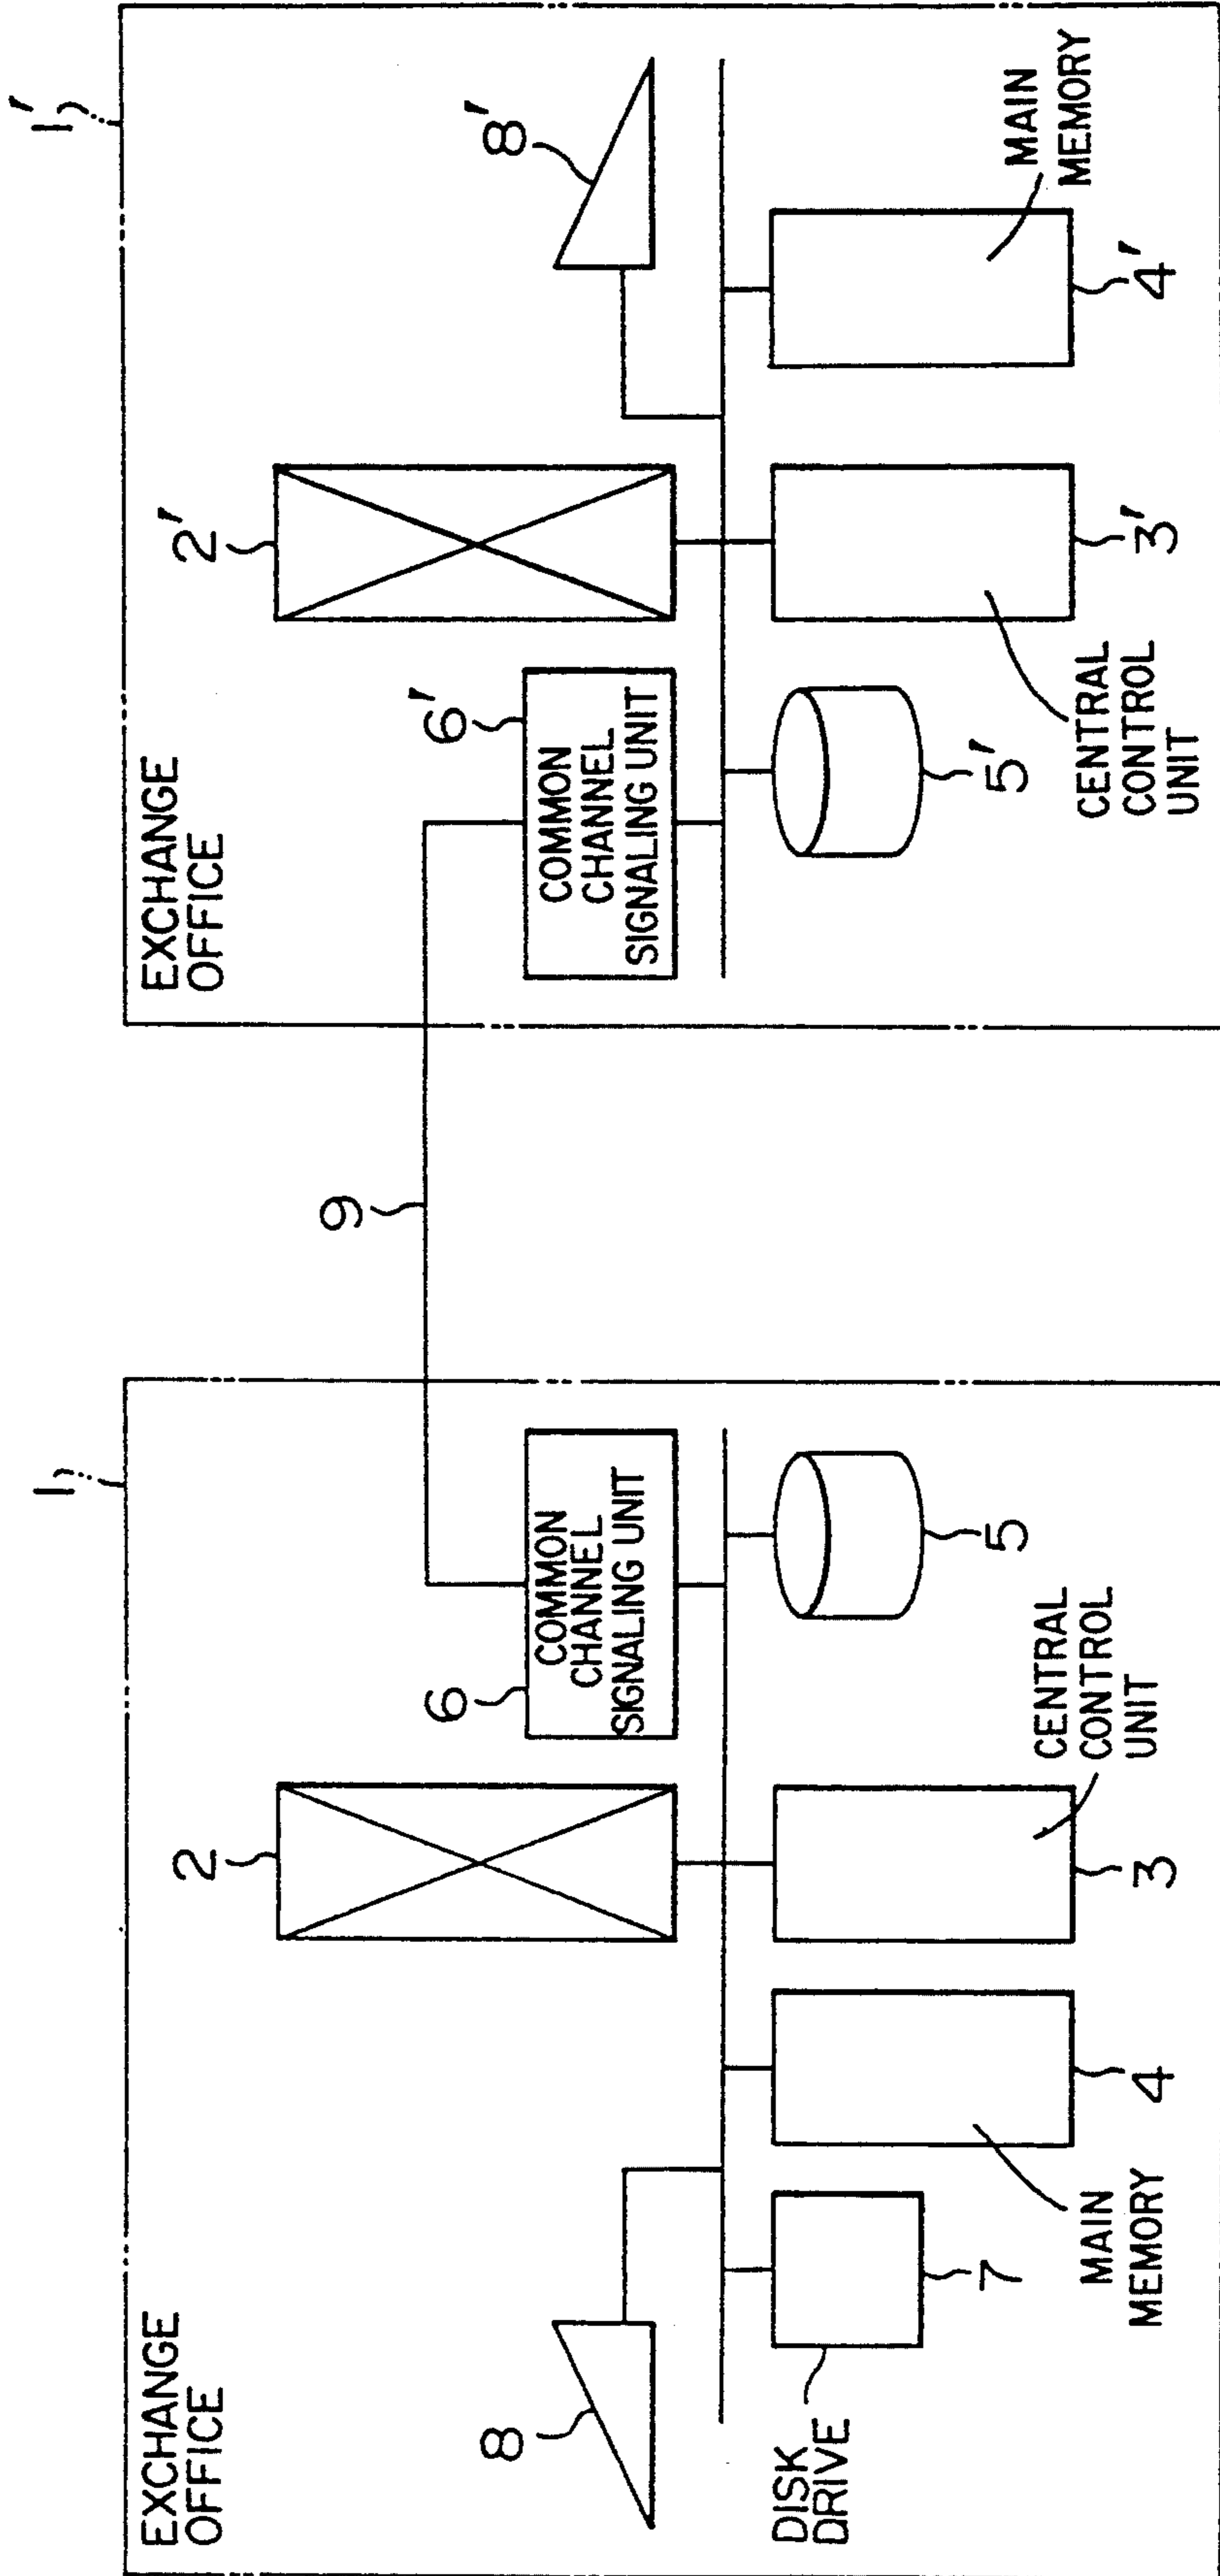 EXCHANGE
OFFICE
1
2
6
COMMON
CHANNEL
SIGNALING UNIT
8
DISK
DRIVE
7
MAIN
MEMORY
4
3
CENTRAL
CONTROL
UNIT
5
9
EXCHANGE
OFFICE
1'
2'
6'
COMMON
CHANNEL
SIGNALING UNIT
8'
5'
CENTRAL
CONTROL
UNIT
3'
4'
MAIN
MEMORY